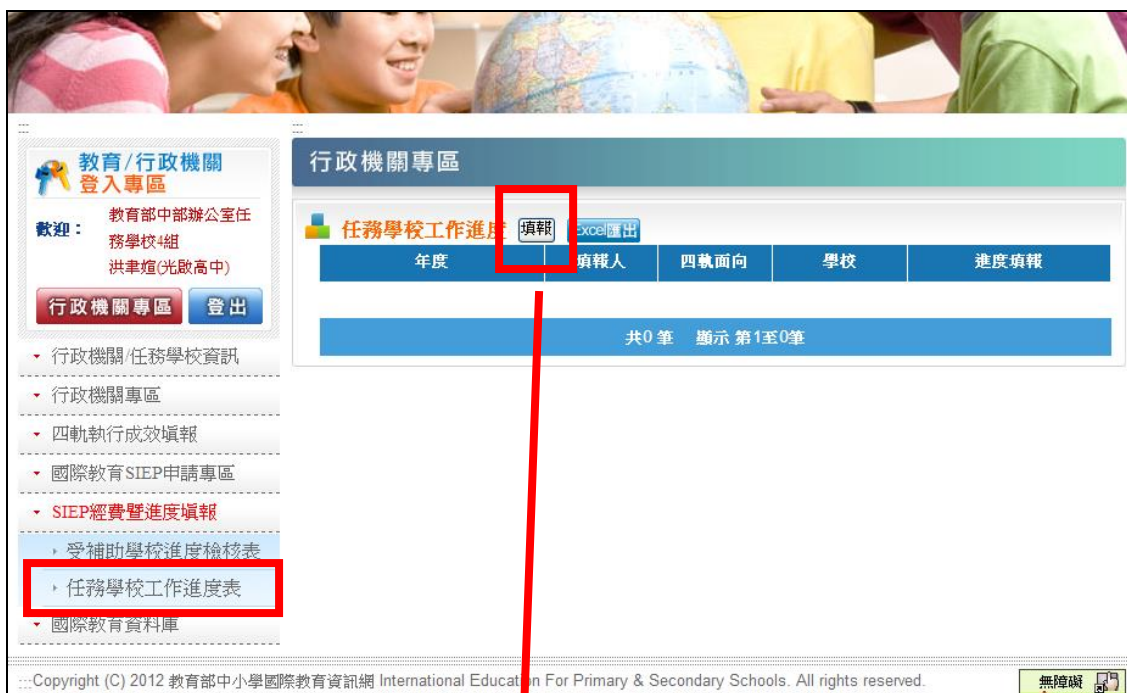 :::
:::
教育/行政機關
登入專區
歡迎：
教育部中部辦公室任
務學校4組
洪聿媗(光啟高中)
行政機關專區 登出
行政機關/任務學校資訊
行政機關專區
四軌執行成效填報
國際教育SIEP申請專區
SIEP經費暨進度填報
受補助學校進度檢核表
任務學校工作進度表
國際教育資料庫
行政機關專區
任務學校工作進度 填報 Excel匯出
年度 填報人 四軌面向 學校 進度填報
共0 筆 顯示 第1至0筆
:::Copyright (C) 2012 教育部中小學國際教育資訊網 International Education For Primary & Secondary Schools. All rights reserved.
無障礙